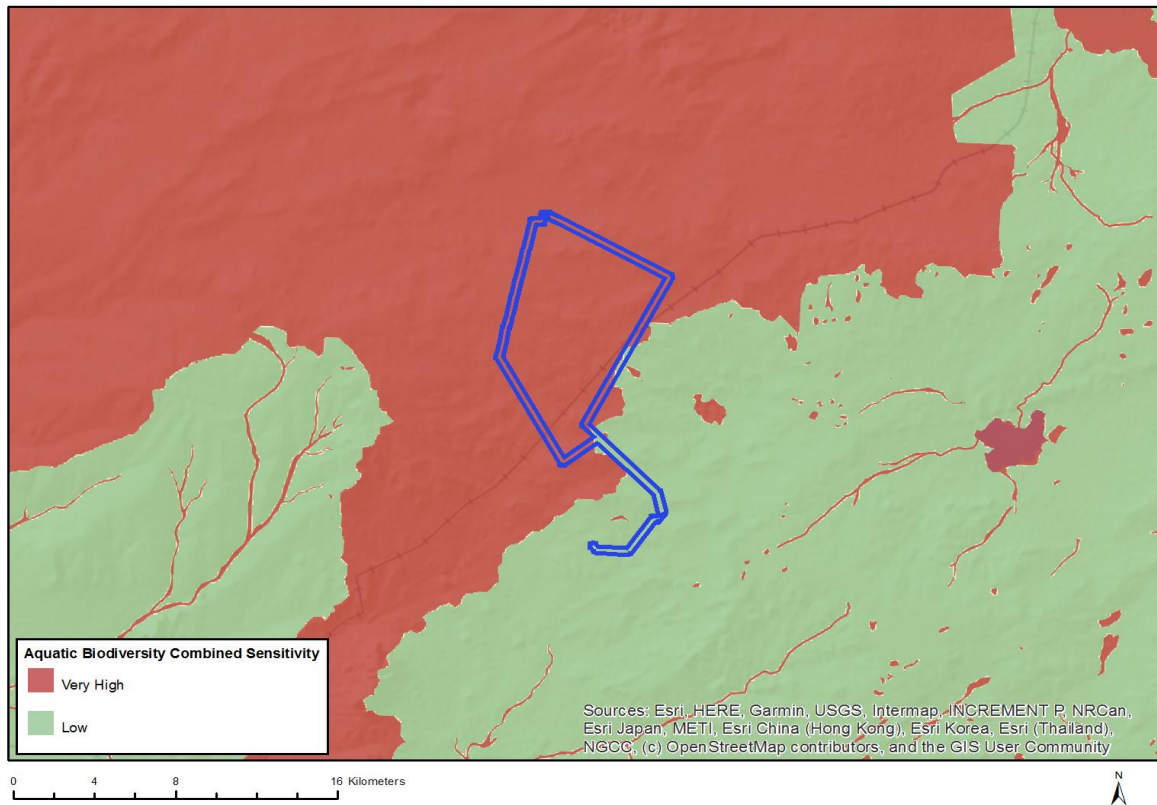 Aquatic Biodiversity Combined Sensitivity
Very High
Low
Sources: Esri, HERE, Garmin, USGS, Intermap, INCREMENT P, NRCan,
Esri Japan, METI, Esri China (Hong Kong), Esri Korea, Esri (Thailand),
NGCC, (c) OpenStreetMap contributors, and the GIS User Community
0 4 8 16 Kilometers
N